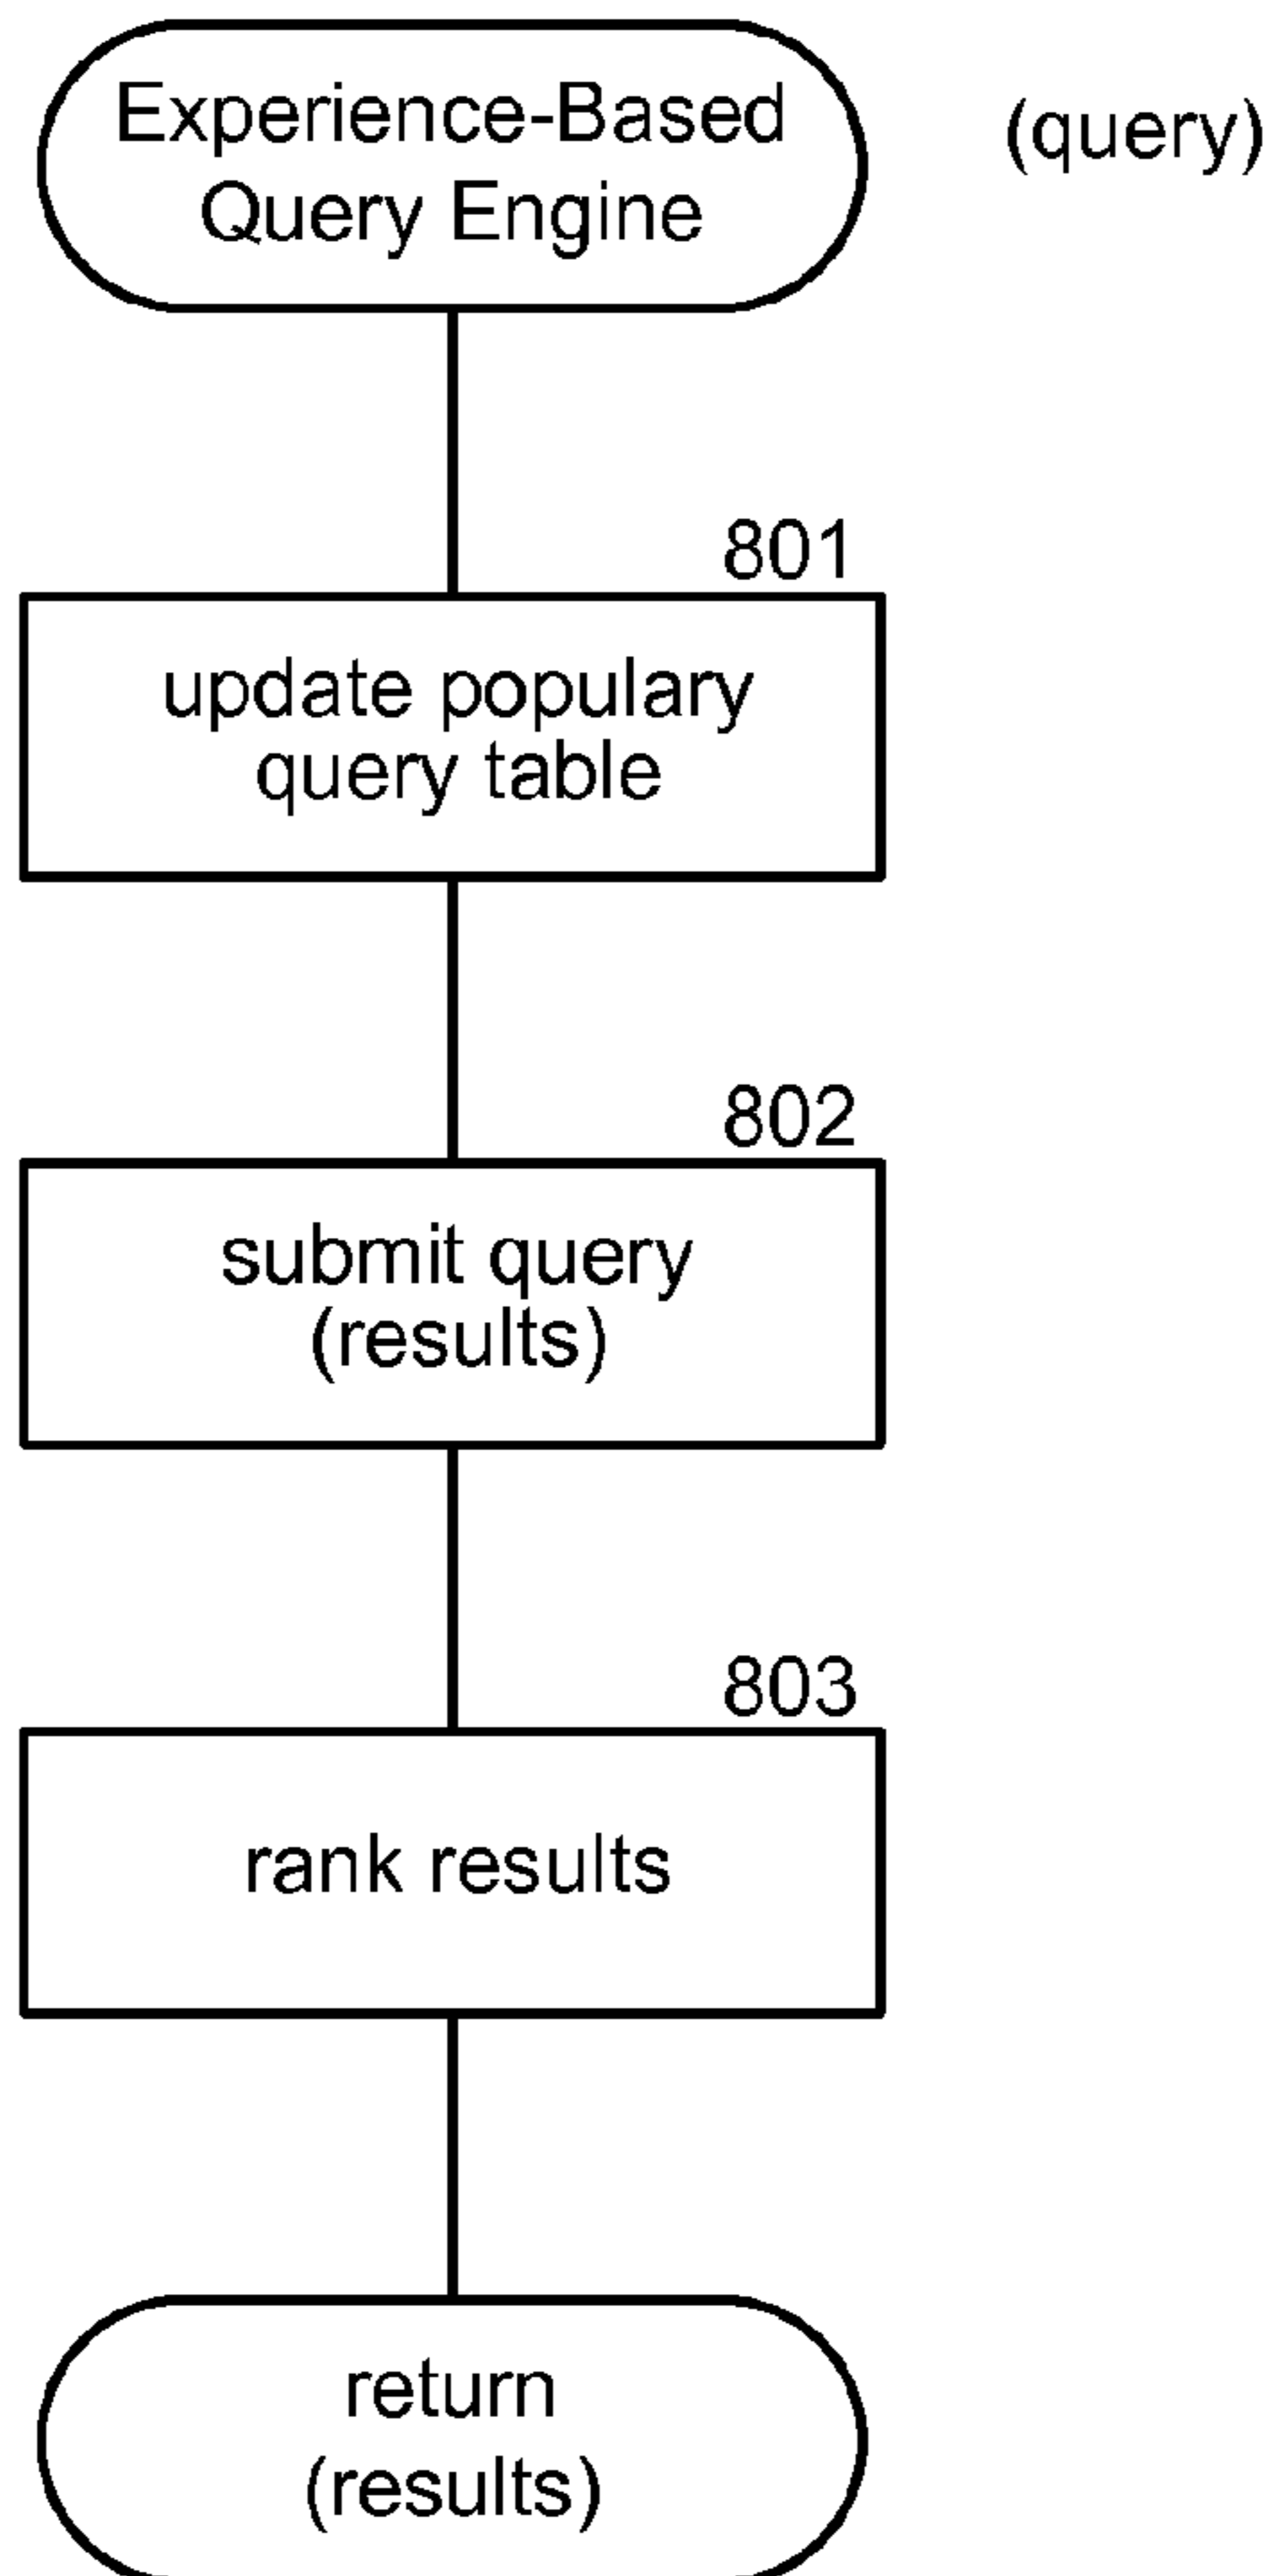 Experience-Based
Query Engine
(query)
801
update populary
query table
802
submit query
(results)
803
rank results
return
(results)